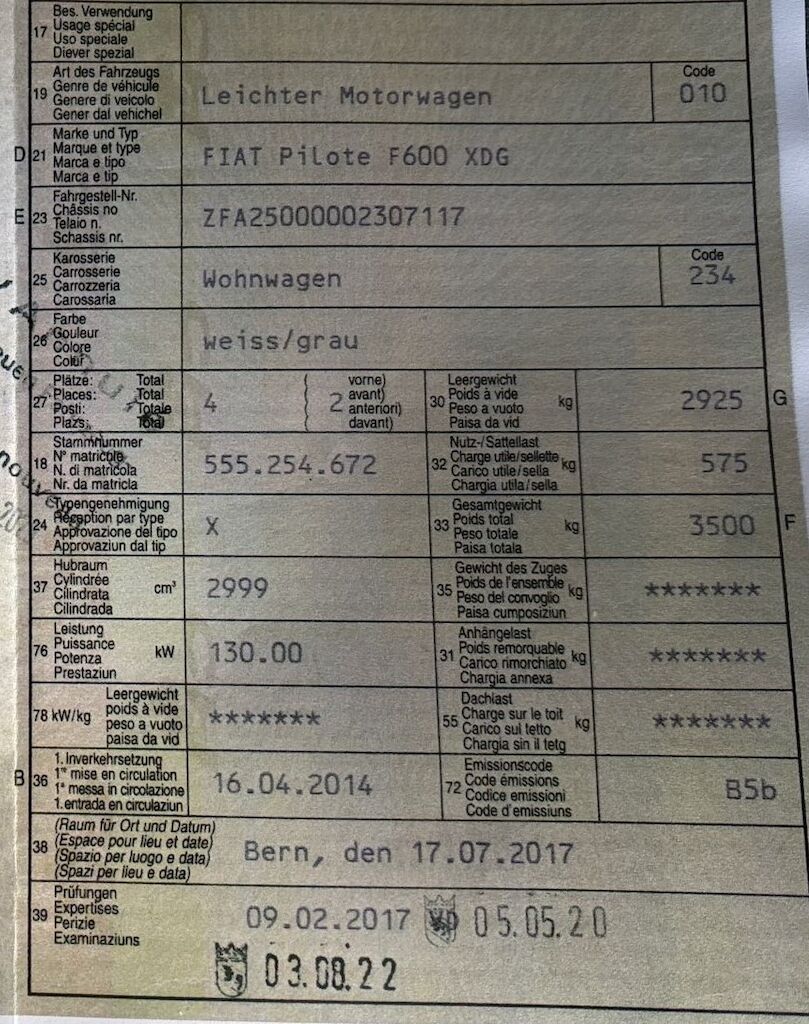 17 Bes. Verwendung
Usage spécial
Uso speciale
Diever spezial
19 Art des Fahrzeugs
Genre de véhicule
Genere di veicolo
Gener dal vehichel
Leichter Motorwagen
Code
010
D 21 Marke und Typ
Marque et type
Marca e tipo
Marca e tip
FIAT Pilote F600 XDG
E 23 Fahrgestell-Nr.
Châssis no
Telaio n.
Schassis nr.
ZFA25000002307117
25 Karosserie
Carrosserie
Carrozzeria
Carossaria
Wohnwagen
Code
234
26 Farbe
Couleur
Colore
Colur
weiss/grau
27 Plätze: Total
Places: Total
Posti: Totale
Plazs: Total
4
( 2 vorne)
avant)
anteriori)
davant)
30 Leergewicht
Poids à vide
Peso a vuoto
Paisa da vid
kg
2925 G
18 Stammnummer
N° matricole
N. di matricola
Nr. da matricla
555.254.672
32 Nutz-/Sattellast
Charge utile/sellette
Carico utile/sella
Chargia utila/sella
kg
575
24 Typengenehmigung
Réception par type
Approvazione del tipo
Approvaziun dal tip
X
33 Gesamtgewicht
Poids total
Peso totale
Paisa totala
kg
3500 F
37 Hubraum
Cylindrée
Cilindrata
Cilindrada
cm³
2999
35 Gewicht des Zuges
Poids de l'ensemble
Peso del convoglio
Paisa cumposiziun
kg
*******
76 Leistung
Puissance
Potenza
Prestaziun
kW
130.00
31 Anhängelast
Poids remorquable
Carico rimorchiato
Chargia annexa
kg
*******
78 kW/kg Leergewicht
poids à vide
peso a vuoto
paisa da vid
*******
55 Dachlast
Charge sur le toit
Carico sul tetto
Chargia sin il tetg
kg
*******
B 36 1. Inverkehrsetzung
1re mise en circulation
1a messa in circolazione
1. entrada en circulaziun
16.04.2014
72 Emissionscode
Code émissions
Codice emissioni
Code d'emissiuns
B5b
38 (Raum für Ort und Datum)
(Espace pour lieu et date)
(Spazio per luogo e data)
(Spazi per lieu e data)
Bern, den 17.07.2017
39 Prüfungen
Expertises
Perizie
Examinaziuns
09.02.2017 05.05.20
03.08.22